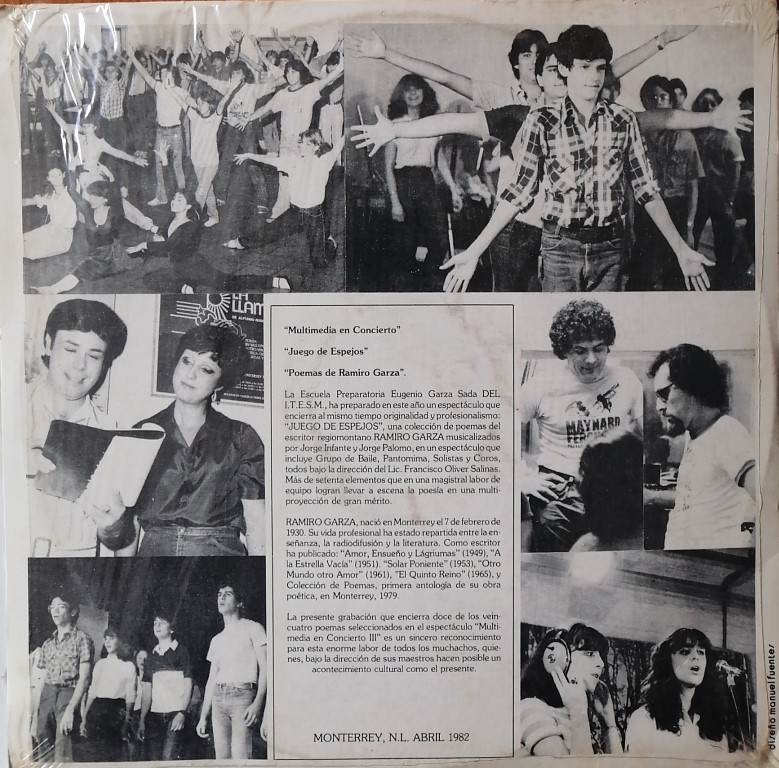 LA
LLAM
"Multimedia en Concierto"
"Juego de Espejos"
"Poemas de Ramiro Garza".
La Escuela Preparatoria Eugenio Garza Sada DEL
I.T.E.S.M., ha preparado en este año un espectáculo que
encierra al mismo tiempo originalidad y profesionalismo:
"JUEGO DE ESPEJOS", una colección de poemas del
escritor regiomontano RAMIRO GARZA musicalizados
por Jorge Infante y Jorge Palomo, en un espectáculo que
incluye Grupo de Baile, Pantomima, Solistas y Coros,
todos bajo la dirección del Lic. Francisco Oliver Salinas.
Más de setenta elementos que en una magistral labor de
equipo logran llevar a escena la poesía en una multi-
proyección de gran mérito.
RAMIRO GARZA, nació en Monterrey el 7 de febrero de
1930. Su vida profesional ha estado repartida entre la en-
señanza, la radiodifusión y la literatura. Como escritor
ha publicado: "Amor, Ensueño y Lágriumas" (1949), "A
la Estrella Vacía" (1951). "Solar Poniente" (1953), "Otro
Mundo otro Amor" (1961), "El Quinto Reino" (1965), y
Colección de Poemas, primera antología de su obra
poética, en Monterrey, 1979.
La presente grabación que encierra doce de los vein-
cuatro poemas seleccionados en el espectáculo "Multi-
media en Concierto III" es un sincero reconocimiento
para esta enorme labor de todos los muchachos, quie-
nes, bajo la dirección de sus maestros hacen posible un
acontecimiento cultural como el presente.
MONTERREY, N.L. ABRIL 1982
MAYNARD
diseño manuel fuentes